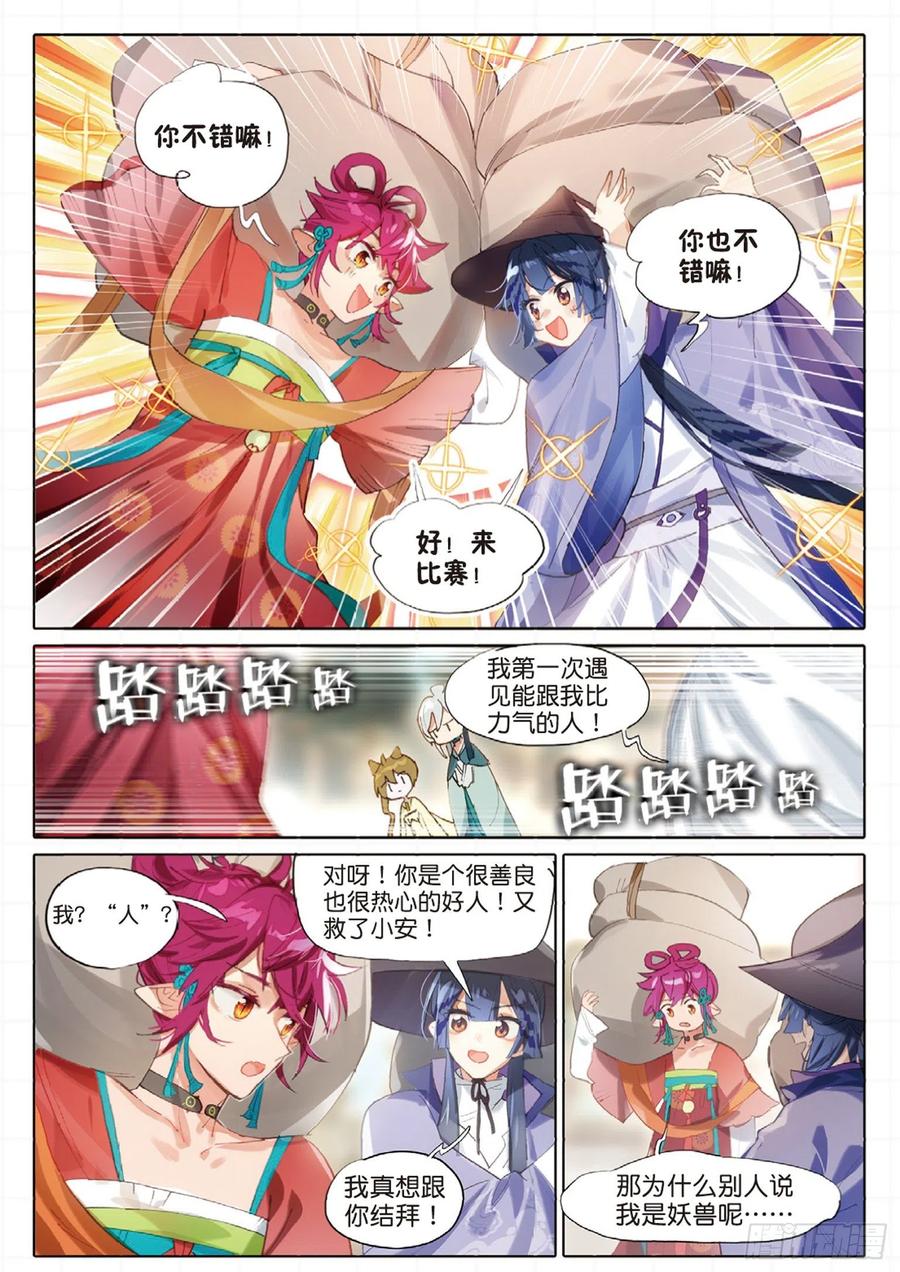 你不错嘛！
你也不
错嘛！
好！来
比赛！
踏踏踏踏
我第一次遇
见能跟我比
力气的人！
踏踏踏踏
我？“人”？
对呀！你是个很善良
也很热心的好人！又
救了小安！
我真想跟
你结拜！
那为什么别人说
我是妖兽呢……
腾讯动漫